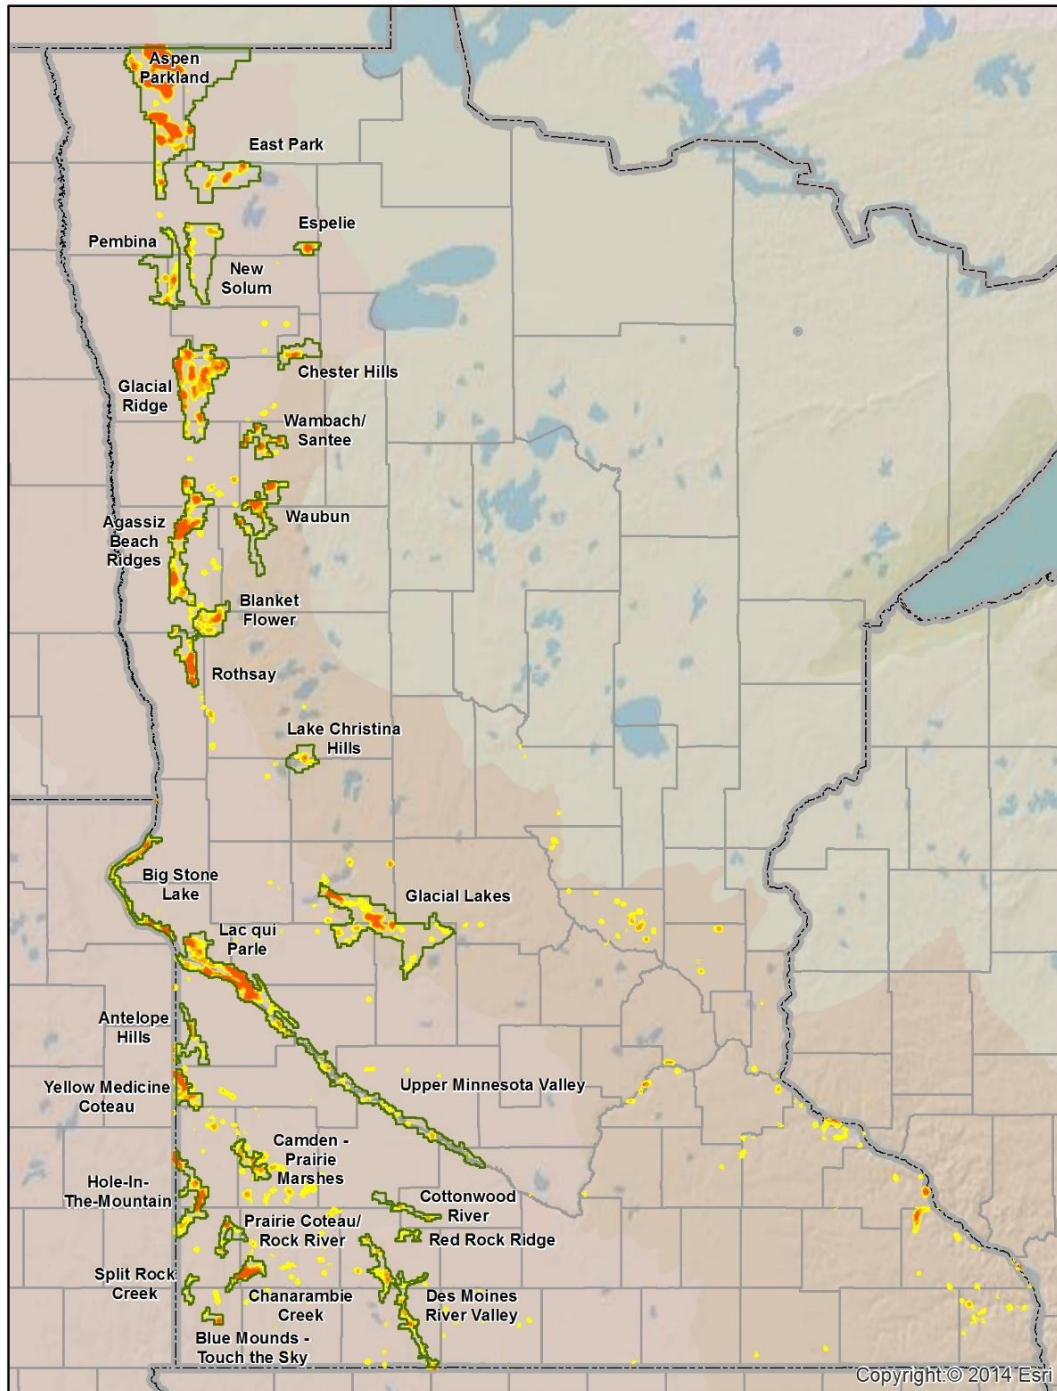 Aspen
Parkland
East Park
Espelie
Pembina
New
Solum
Chester Hills
Glacial
Ridge
Wambach/
Santee
Waubun
Agassiz
Beach
Ridges
Blanket
Flower
Rothsay
Lake Christina
Hills
Big Stone
Lake
Glacial Lakes
Lac qui
Parle
Antelope
Hills
Yellow Medicine
Coteau
Upper Minnesota Valley
Camden -
Prairie
Marshes
Hole-In-
The-Mountain
Cottonwood
River
Prairie Coteau/
Rock River
Red Rock Ridge
Split Rock
Creek
Chanarambie
Creek
Des Moines
River Valley
Blue Mounds -
Touch the Sky
Copyright:© 2014 Esri